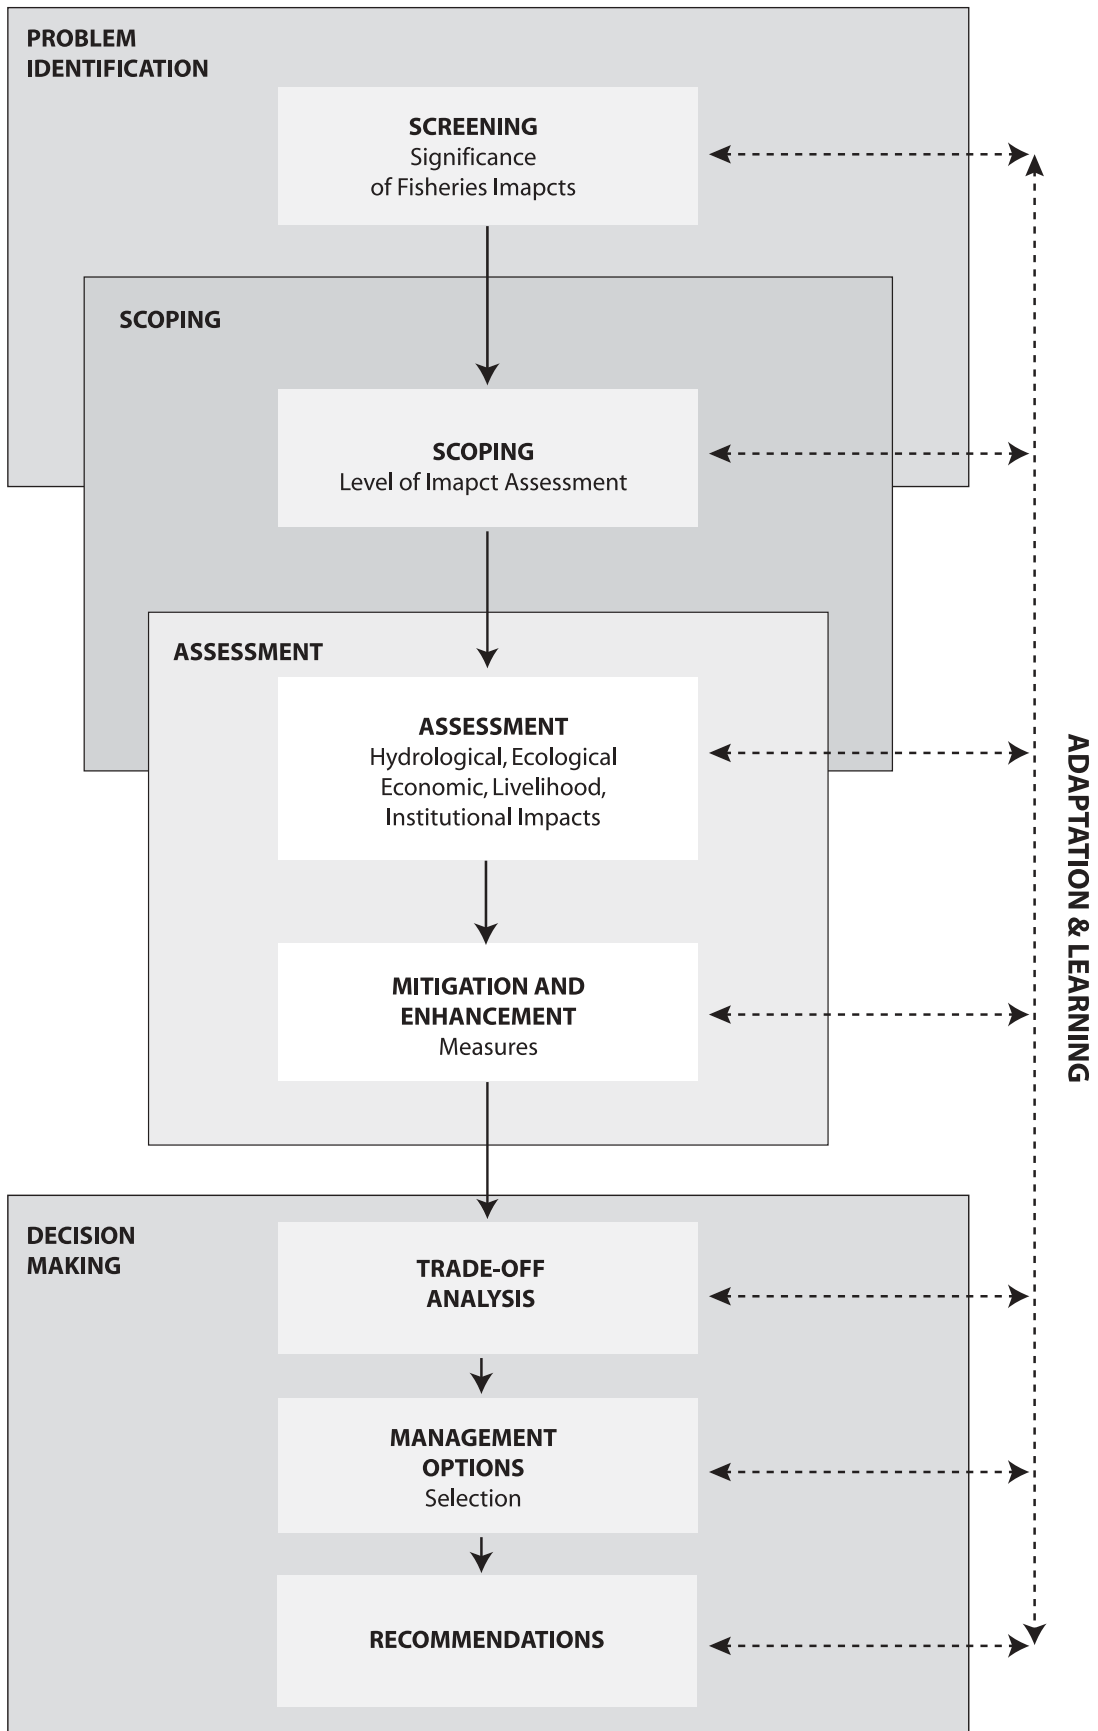 PROBLEM
IDENTIFICATION
SCREENING
Significance
of Fisheries Imapcts
SCOPING
SCOPING
Level of Imapct Assessment
ASSESSMENT
ASSESSMENT
Hydrological, Ecological
Economic, Livelihood,
Institutional Impacts
MITIGATION AND
ENHANCEMENT
Measures
ADAPTATION & LEARNING
DECISION
MAKING
TRADE-OFF
ANALYSIS
MANAGEMENT
OPTIONS
Selection
RECOMMENDATIONS